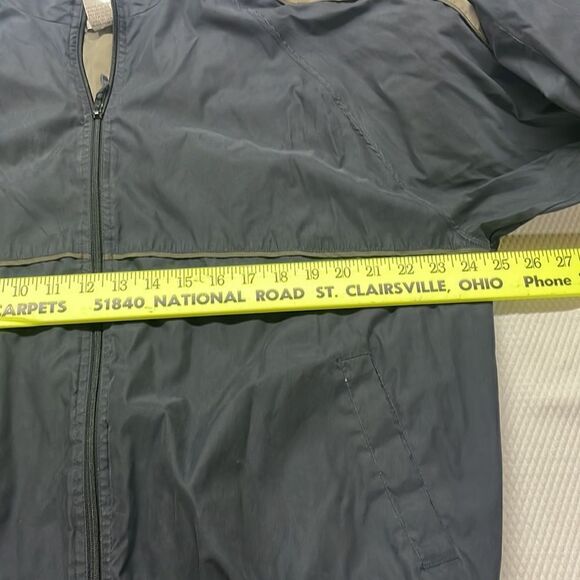 10 11 12 13 14 15 16 17 18 19 20 21 22 23 24 25 26 27
CARPETS 51840 NATIONAL ROAD ST. CLAIRSVILLE, OHIO Phone